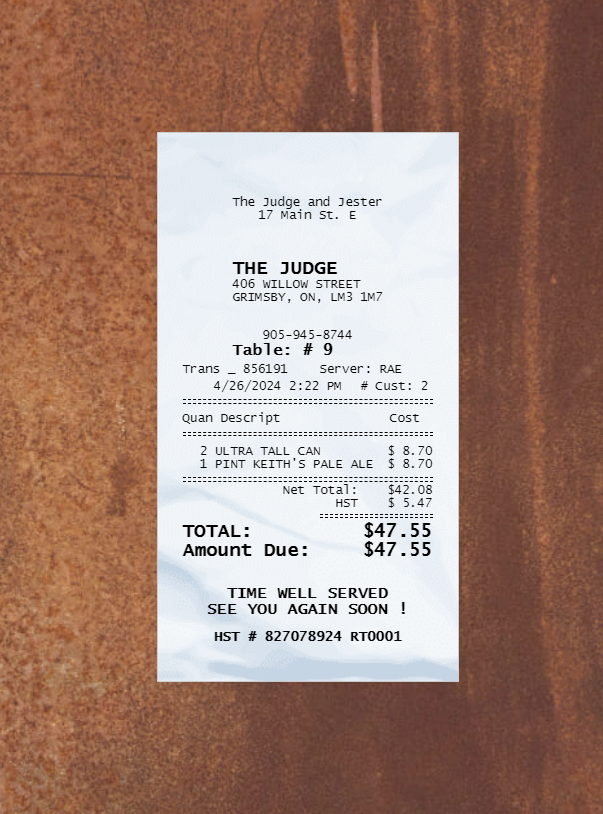 The Judge and Jester
17 Main St. E
THE JUDGE
406 WILLOW STREET
GRIMSBY, ON, LM3 1M7
905-945-8744
Table: # 9
Trans _ 856191 Server: RAE
4/26/2024 2:22 PM # Cust: 2
Quan Descript Cost
2 ULTRA TALL CAN $ 8.70
1 PINT KEITH'S PALE ALE $ 8.70
Net Total: $42.08
HST $ 5.47
TOTAL: $47.55
Amount Due: $47.55
TIME WELL SERVED
SEE YOU AGAIN SOON !
HST # 827078924 RT0001